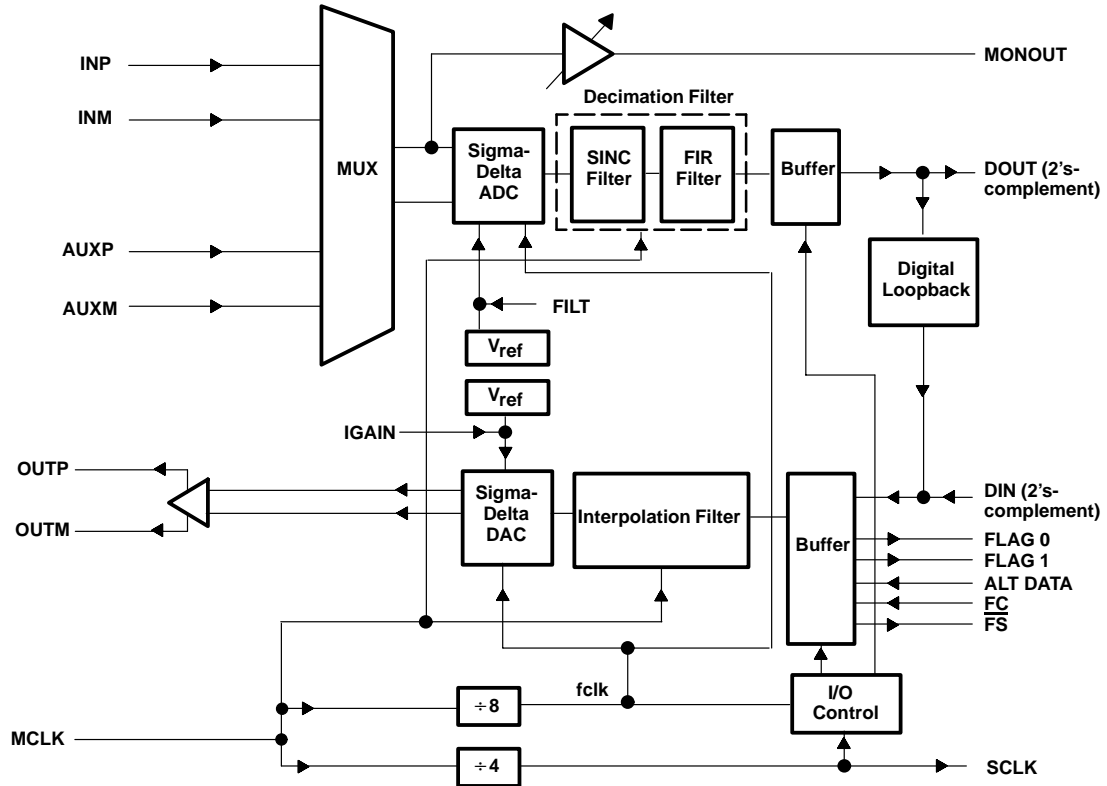 INP
MONOUT
Decimation Filter
INM
MUX
Sigma-
Delta
ADC
SINC
Filter
FIR
Filter
Buffer
DOUT (2's-
complement)
AUXP
AUXM
FILT
Digital
Loopback
Vref
Vref
IGAIN
OUTP
OUTM
Sigma-
Delta
DAC
Interpolation Filter
Buffer
DIN (2's-
complement)
FLAG 0
FLAG 1
ALT DATA
FC
FS
fclk
÷8
I/O
Control
MCLK
÷4
SCLK